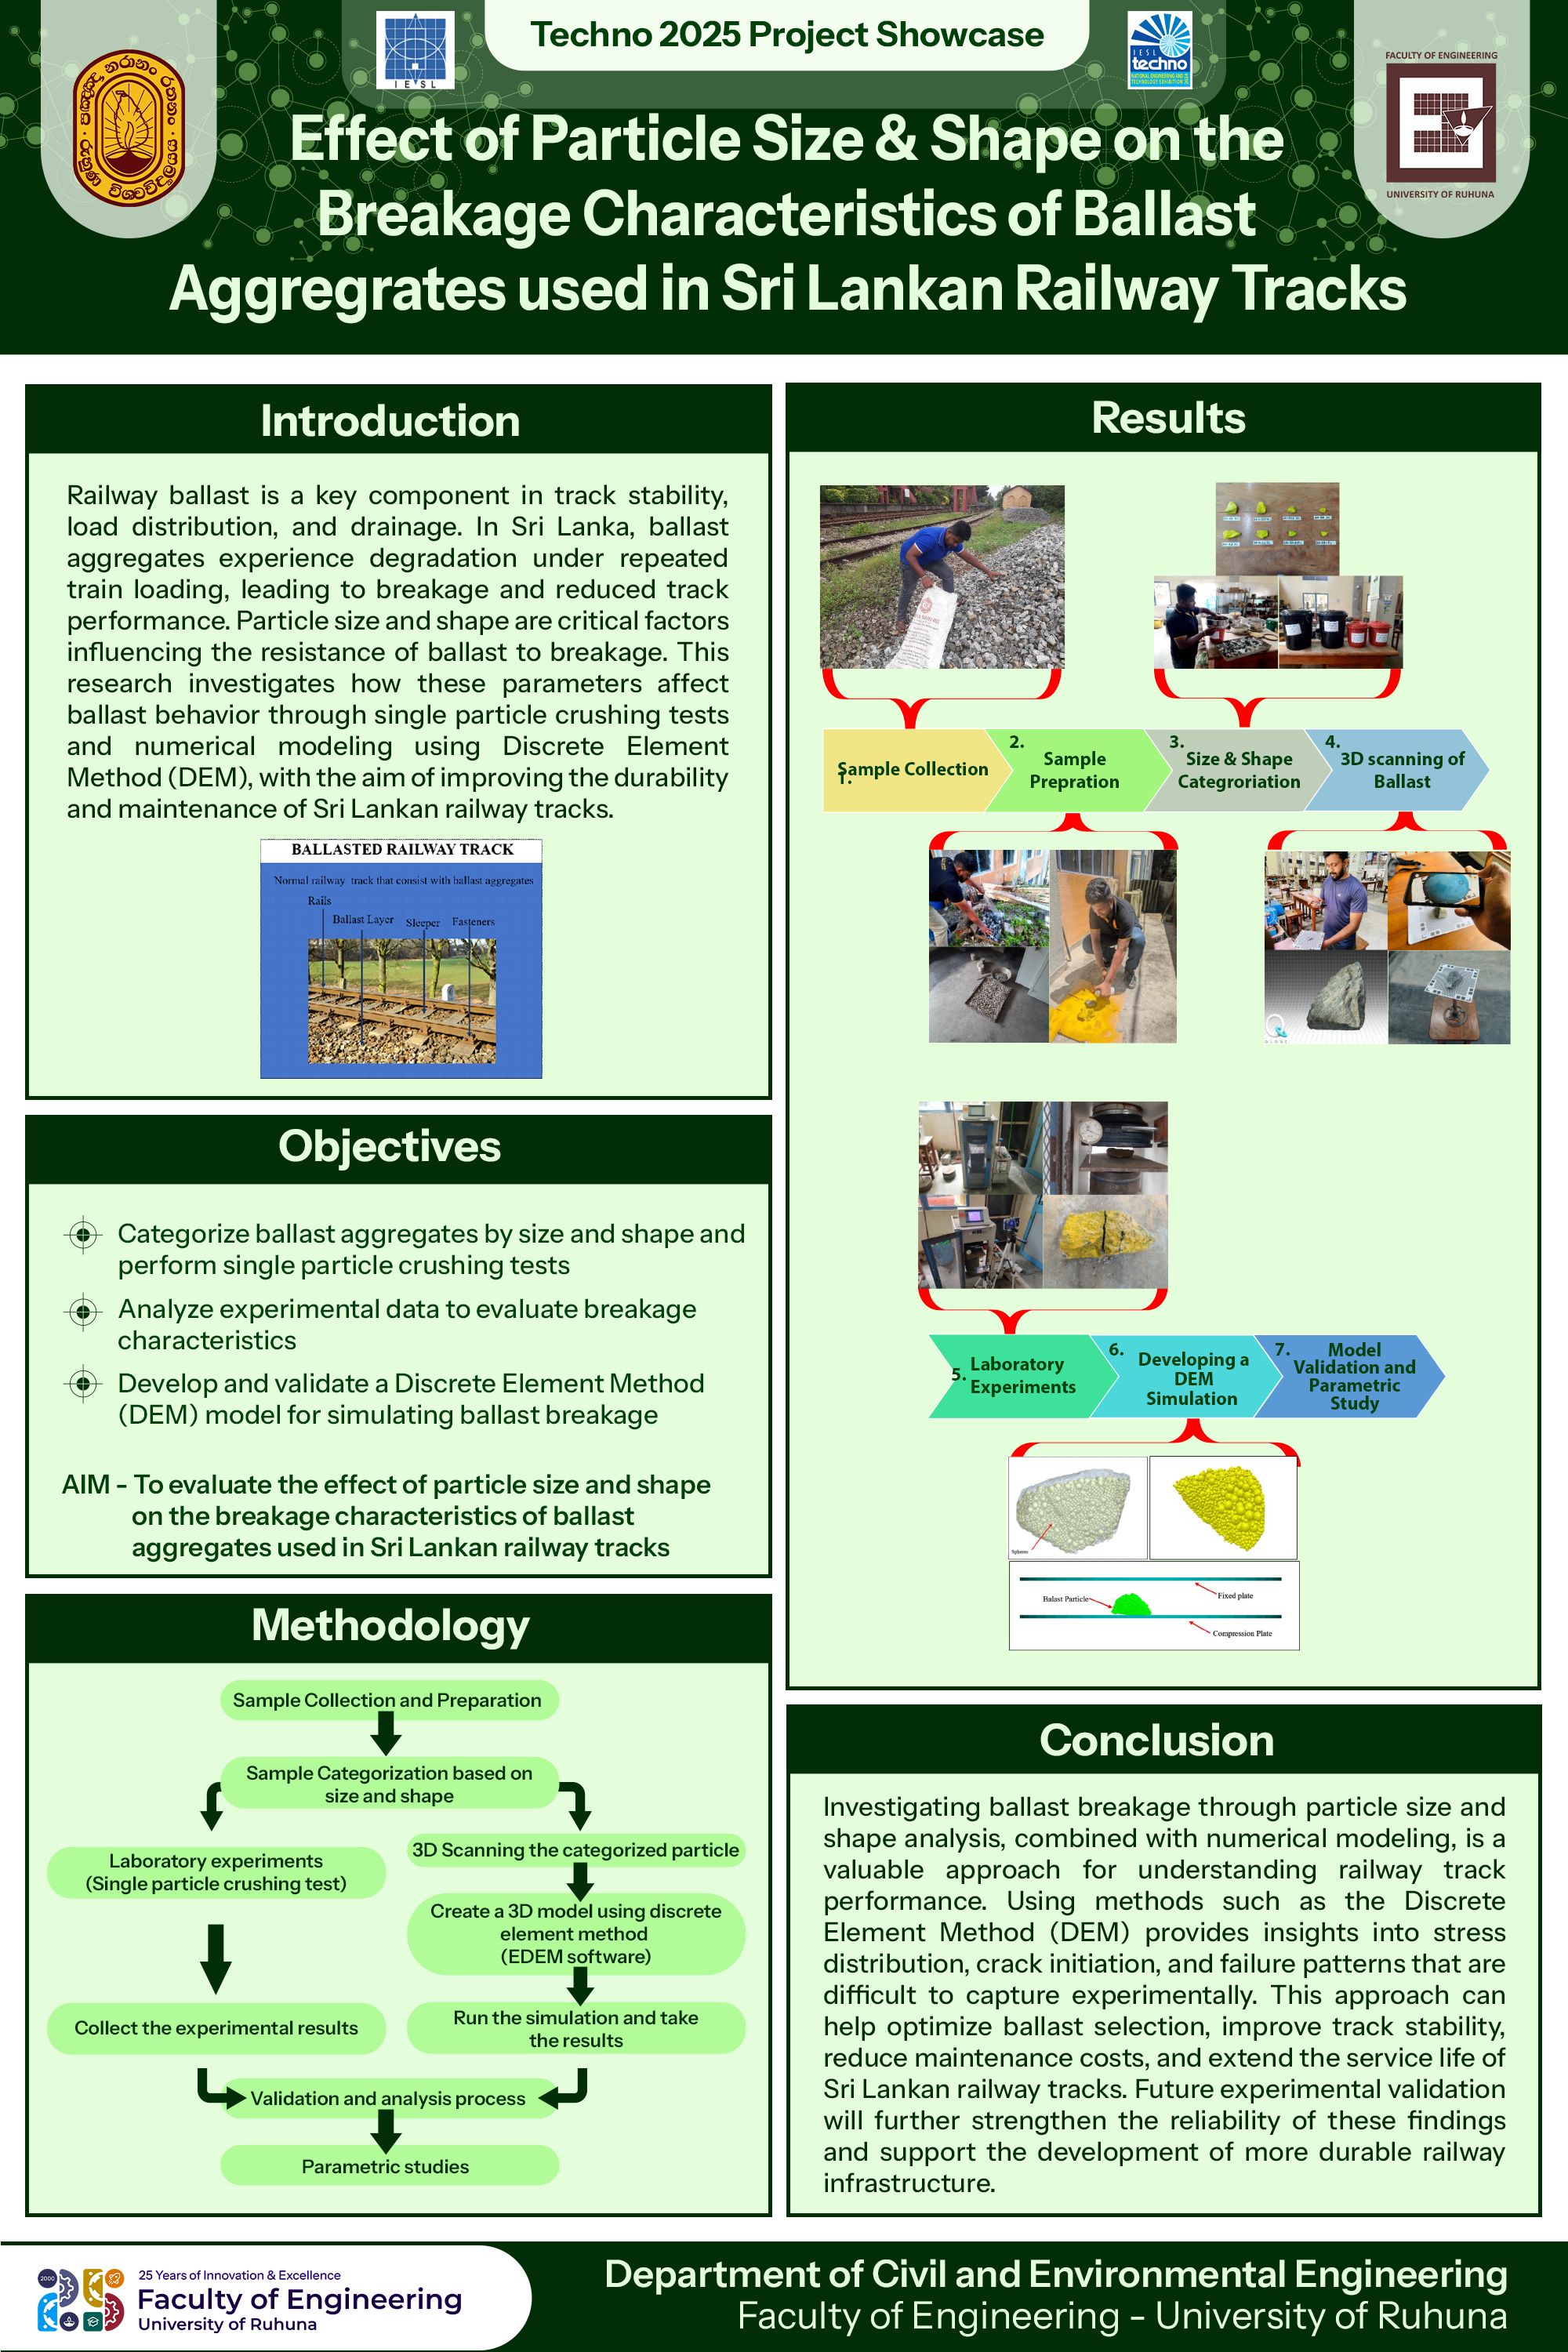 Techno 2025 Project Showcase
IESL
IESL
techno
NATIONAL ENGINEERING AND
TECHNOLOGY EXHIBITION
FACULTY OF ENGINEERING
UNIVERSITY OF RUHUNA
Effect of Particle Size & Shape on the
Breakage Characteristics of Ballast
Aggregrates used in Sri Lankan Railway Tracks
Introduction
Railway ballast is a key component in track stability,
load distribution, and drainage. In Sri Lanka, ballast
aggregates experience degradation under repeated
train loading, leading to breakage and reduced track
performance. Particle size and shape are critical factors
influencing the resistance of ballast to breakage. This
research investigates how these parameters affect
ballast behavior through single particle crushing tests
and numerical modeling using Discrete Element
Method (DEM), with the aim of improving the durability
and maintenance of Sri Lankan railway tracks.
BALLASTED RAILWAY TRACK
Normal railway track that consist with ballast aggregates
Rails
Ballast Layer
Sleeper
Fasteners
Objectives
Categorize ballast aggregates by size and shape and
perform single particle crushing tests
Analyze experimental data to evaluate breakage
characteristics
Develop and validate a Discrete Element Method
(DEM) model for simulating ballast breakage
AIM - To evaluate the effect of particle size and shape
on the breakage characteristics of ballast
aggregates used in Sri Lankan railway tracks
Methodology
Sample Collection and Preparation
Sample Categorization based on
size and shape
Laboratory experiments
(Single particle crushing test)
Collect the experimental results
3D Scanning the categorized particle
Create a 3D model using discrete
element method
(EDEM software)
Run the simulation and take
the results
Validation and analysis process
Parametric studies
Results
1.
Sample Collection
2.
Sample
Prepration
3.
Size & Shape
Categroriation
4.
3D scanning of
Ballast
QLONE
5.
Laboratory
Experiments
6.
Developing a
DEM
Simulation
7.
Model
Validation and
Parametric
Study
Spheres
Balast Particle
Fixed plate
Compression Plate
Conclusion
Investigating ballast breakage through particle size and
shape analysis, combined with numerical modeling, is a
valuable approach for understanding railway track
performance. Using methods such as the Discrete
Element Method (DEM) provides insights into stress
distribution, crack initiation, and failure patterns that are
difficult to capture experimentally. This approach can
help optimize ballast selection, improve track stability,
reduce maintenance costs, and extend the service life of
Sri Lankan railway tracks. Future experimental validation
will further strengthen the reliability of these findings
and support the development of more durable railway
infrastructure.
2000
25 Years of Innovation & Excellence
Faculty of Engineering
University of Ruhuna
Department of Civil and Environmental Engineering
Faculty of Engineering - University of Ruhuna